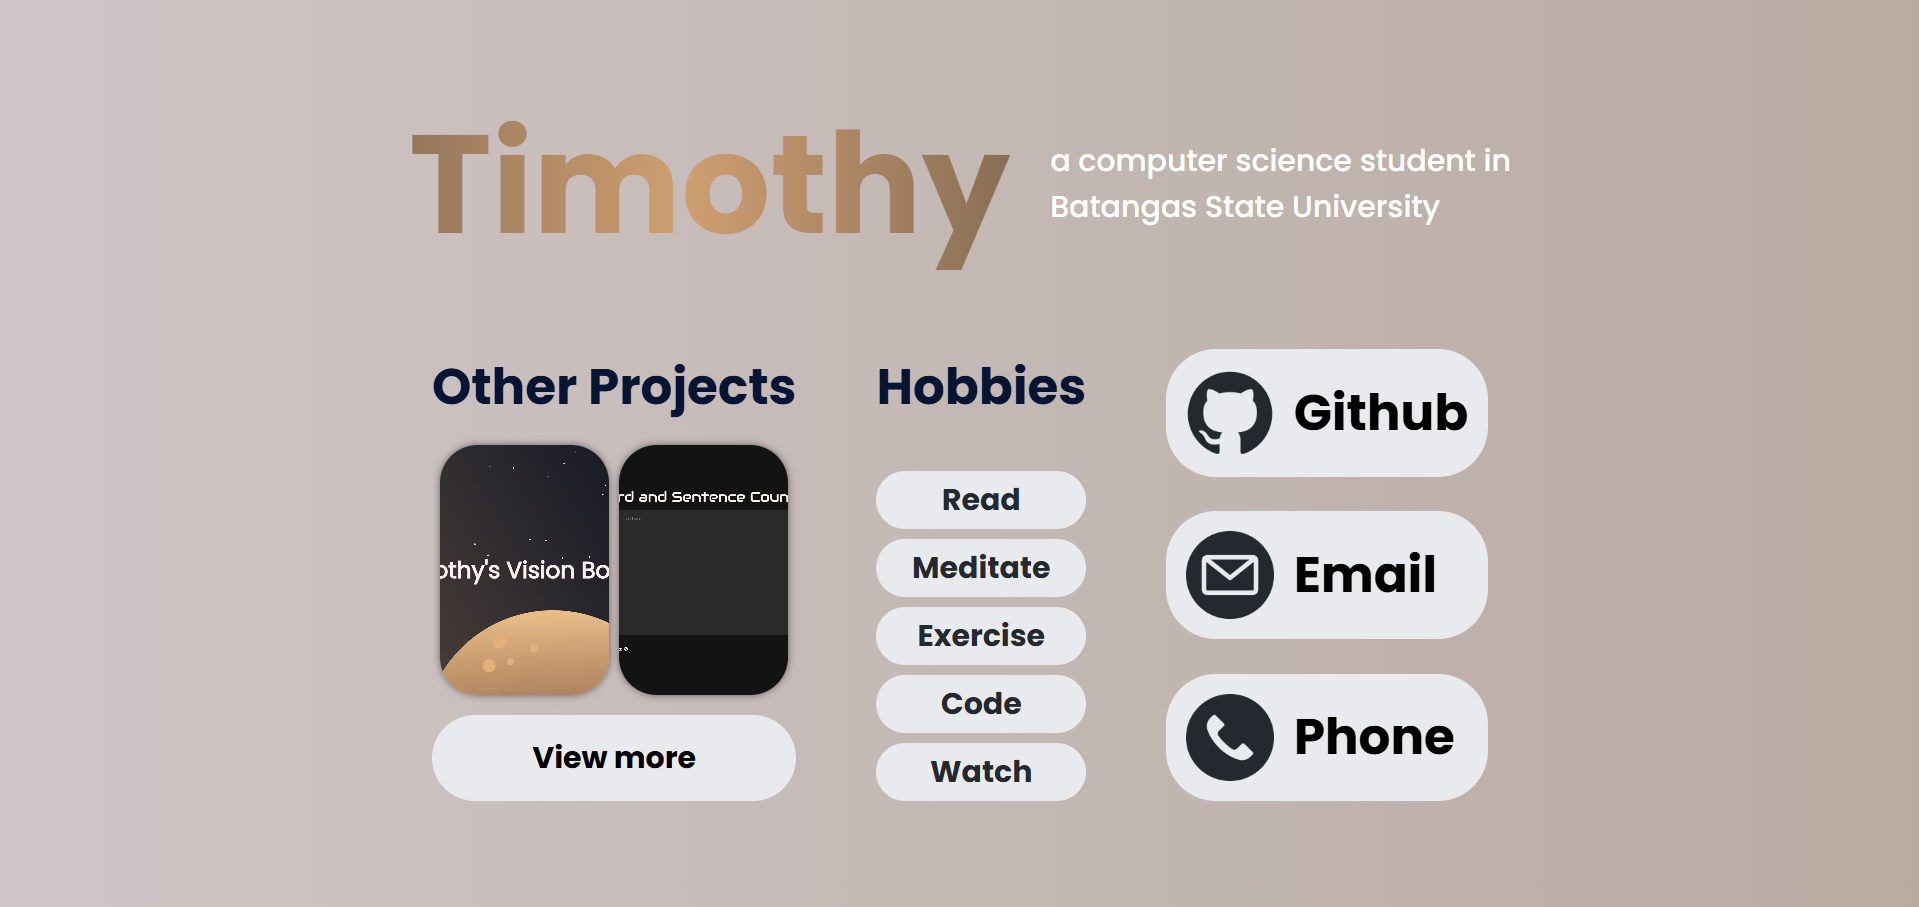 Timothy
a computer science student in
Batangas State University
Other Projects
othy's Vision Bo
rd and Sentence Coun
View more
Hobbies
Read
Meditate
Exercise
Code
Watch
Github
Email
Phone